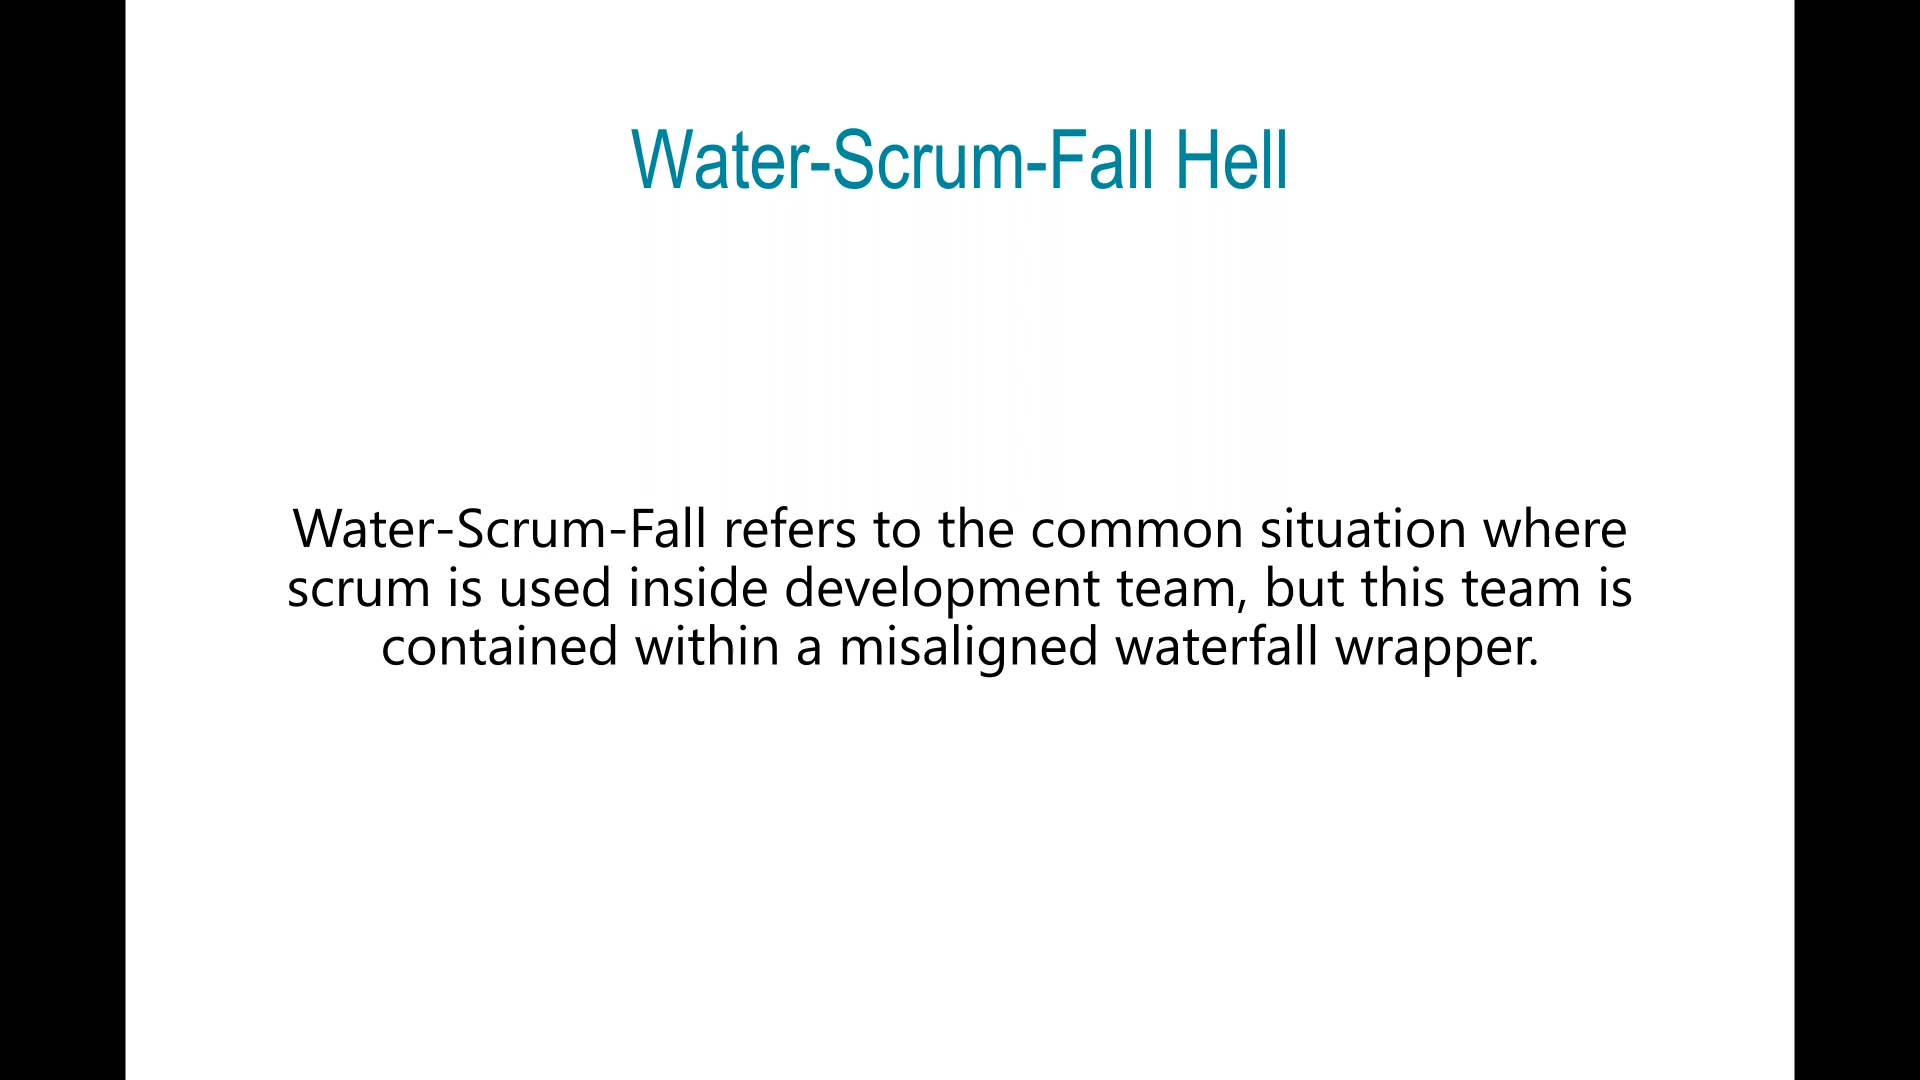 Water-Scrum-Fall Hell
Water-Scrum-Fall refers to the common situation where
scrum is used inside development team, but this team is
contained within a misaligned waterfall wrapper.